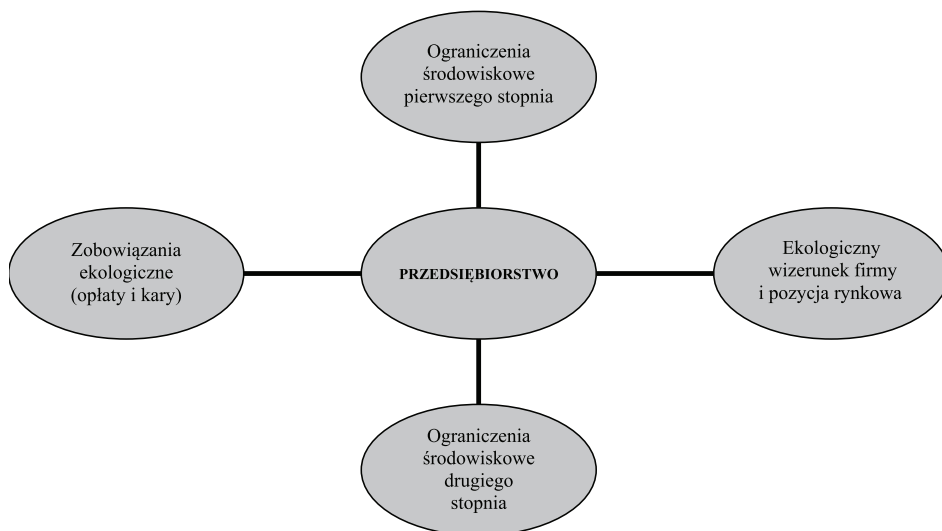 Ograniczenia
środowiskowe
pierwszego stopnia
Zobowiązania
ekologiczne
(opłaty i kary)
PRZEDSIĘBIORSTWO
Ekologiczny
wizerunek firmy
i pozycja rynkowa
Ograniczenia
środowiskowe
drugiego
stopnia